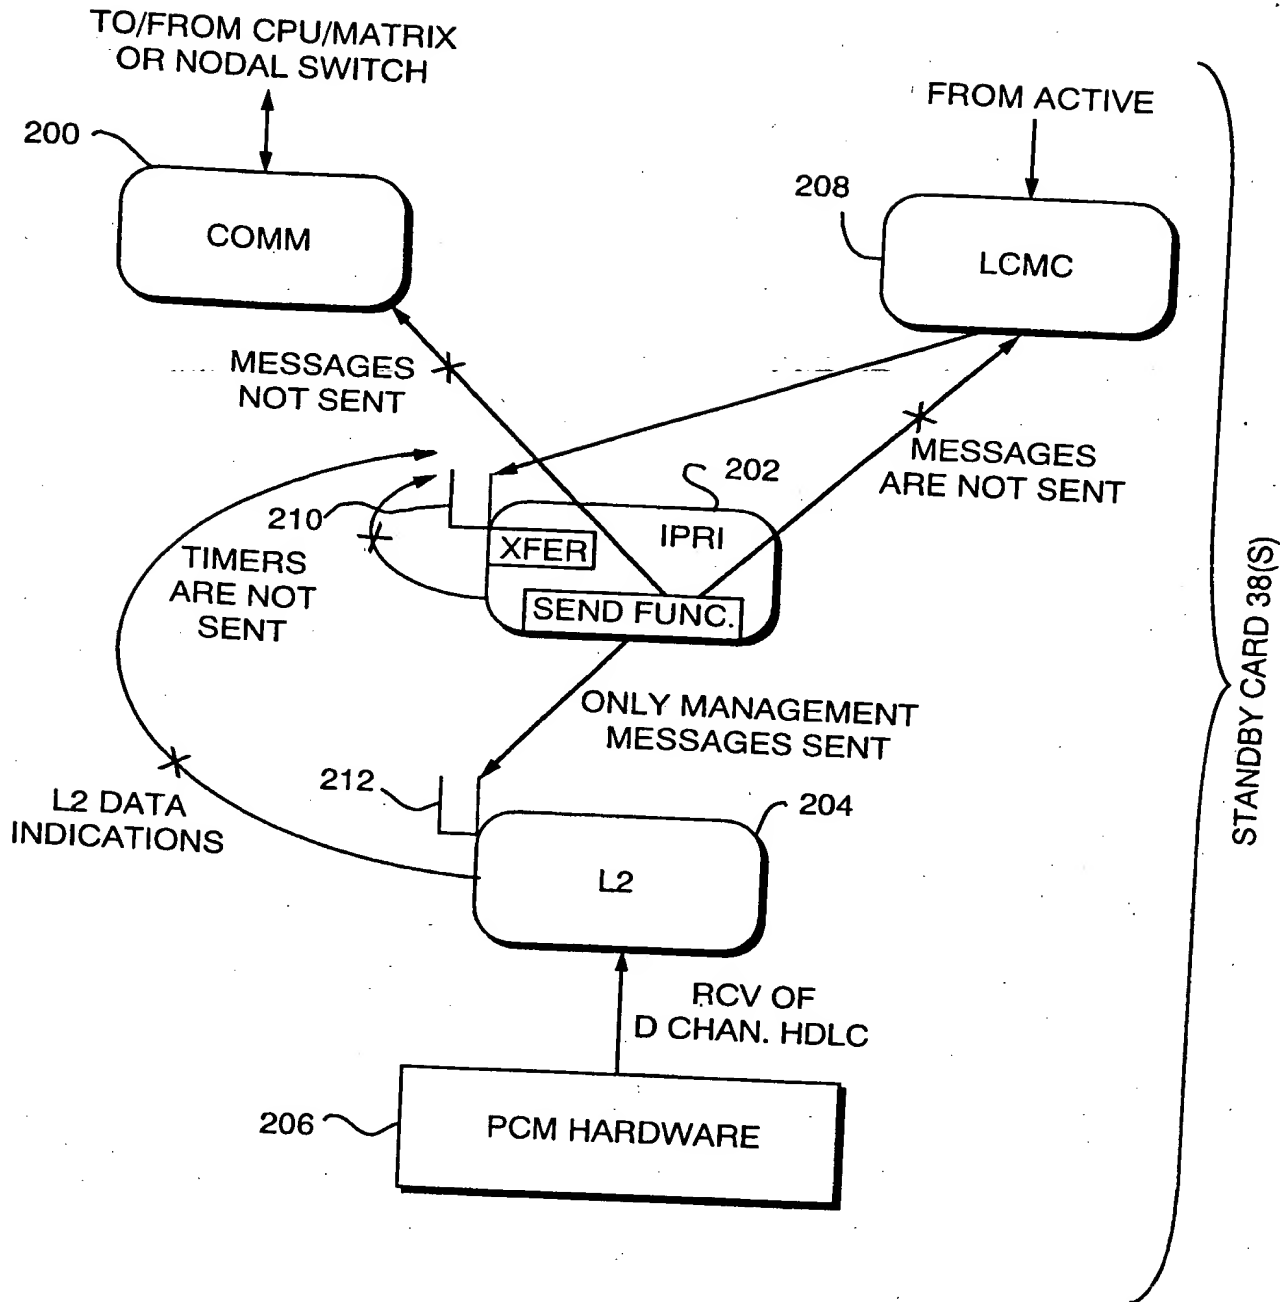 TO/FROM CPU/MATRIX
OR NODAL SWITCH
FROM ACTIVE
200
208
COMM
LCMC
MESSAGES
NOT SENT
MESSAGES
ARE NOT SENT
202
210
IPRI
XFER
TIMERS
ARE NOT
SENT
SEND FUNC.
ONLY MANAGEMENT
MESSAGES SENT
212
204
L2 DATA
INDICATIONS
L2
RCV OF
D CHAN. HDLC
206
PCM HARDWARE
STANDBY CARD 38(S)